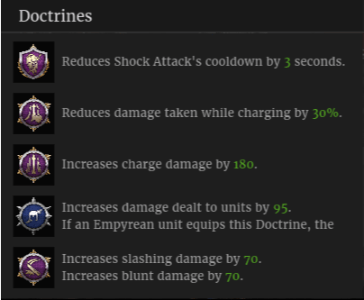 Doctrines
Reduces Shock Attack's cooldown by 3 seconds.
Reduces damage taken while charging by 30%.
Increases charge damage by 180.
Increases damage dealt to units by 95.
If an Empyrean unit equips this Doctrine, the
Increases slashing damage by 70.
Increases blunt damage by 70.